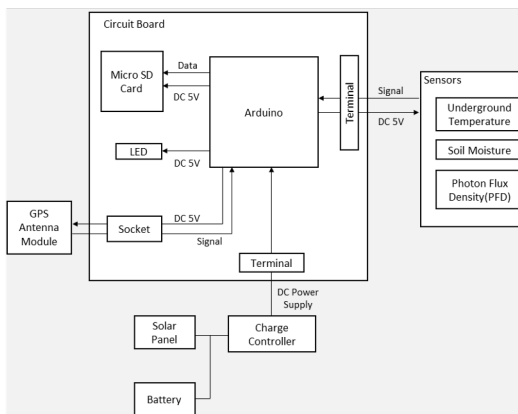 Circuit Board
Micro SD
Card
Data
DC 5V
Arduino
Terminal
Signal
DC 5V
Sensors
Underground
Temperature
Soil Moisture
Photon Flux
Density(PFD)
LED
DC 5V
GPS
Antenna
Module
Socket
DC 5V
Signal
Terminal
DC Power
Supply
Solar
Panel
Charge
Controller
Battery